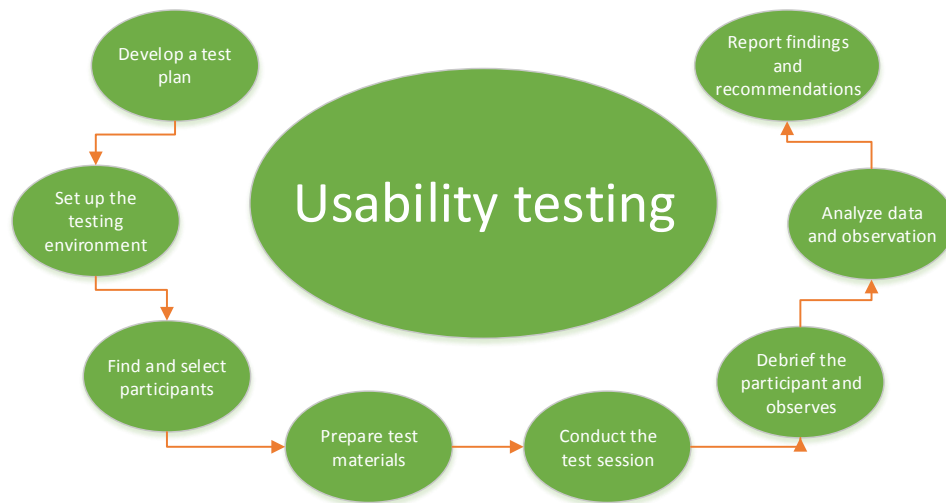 Develop a test
plan
Set up the
testing
environment
Find and select
participants
Prepare test
materials
Conduct the
test session
Debrief the
participant and
observes
Analyze data
and observation
Report findings
and
recommendations
Usability testing